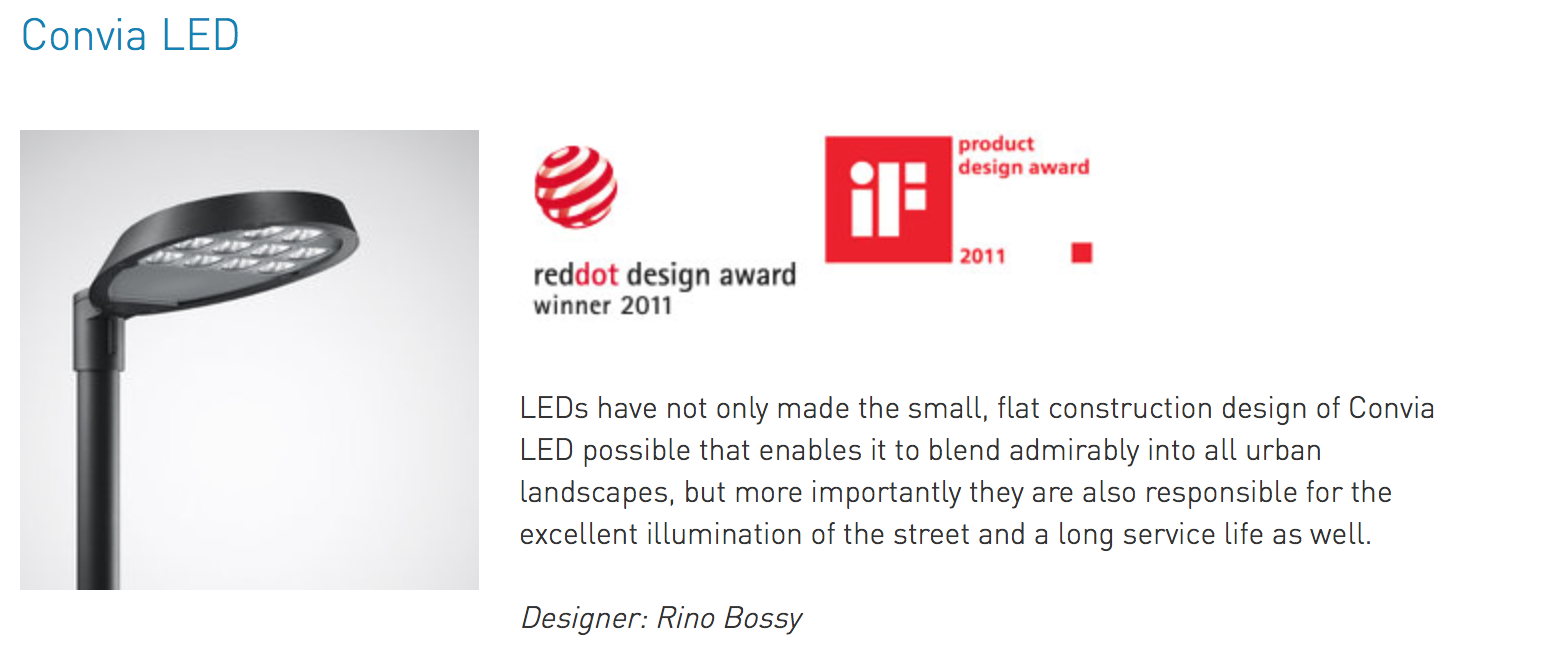 Convia LED
reddot design award
winner 2011
iF
product
design award
2011
LEDs have not only made the small, flat construction design of Convia
LED possible that enables it to blend admirably into all urban
landscapes, but more importantly they are also responsible for the
excellent illumination of the street and a long service life as well.
Designer: Rino Bossy